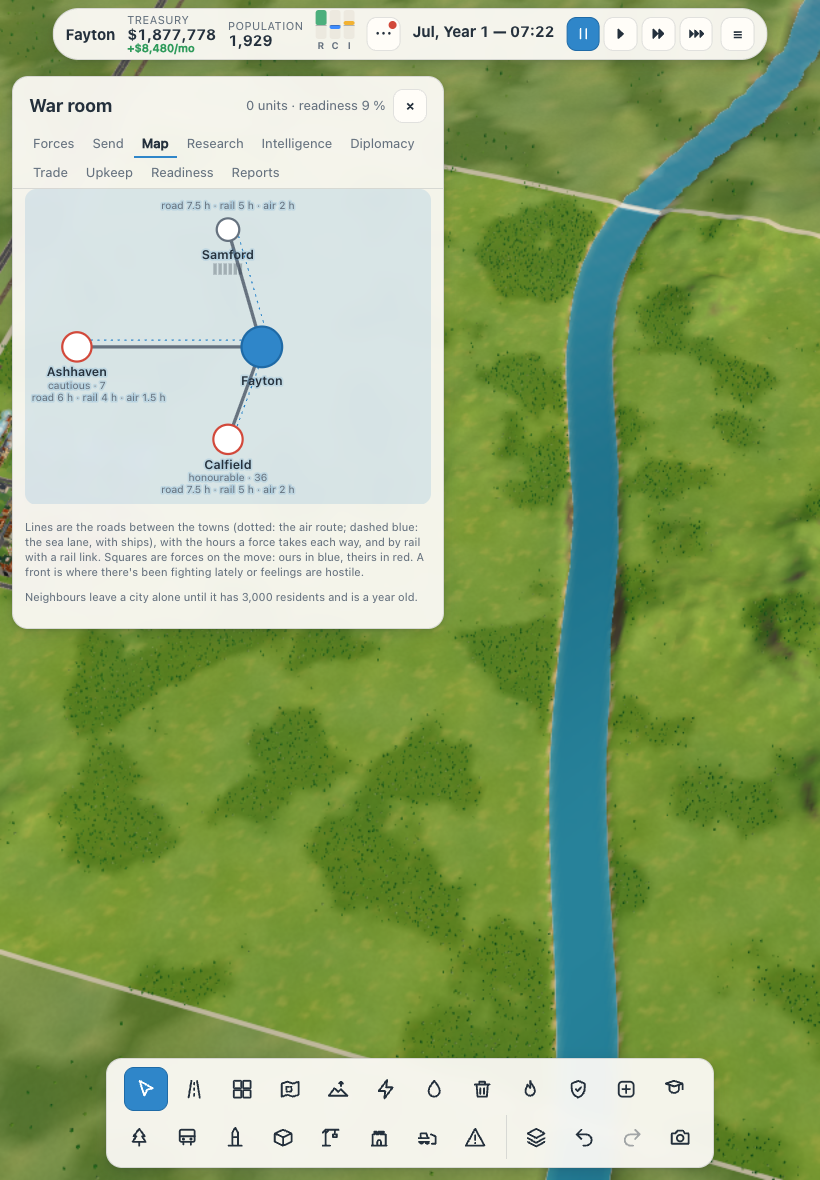 Fayton
TREASURY
$1,877,778
+$8,480/mo
POPULATION
1,929
R C I
Jul, Year 1 — 07:22
War room
0 units · readiness 9 %
Forces Send Map Research Intelligence Diplomacy
Trade Upkeep Readiness Reports
road 7.5 h · rail 5 h · air 2 h
Samford
Ashhaven
cautious · 7
road 6 h · rail 4 h · air 1.5 h
Fayton
Calfield
honourable · 36
road 7.5 h · rail 5 h · air 2 h
Lines are the roads between the towns (dotted: the air route; dashed blue:
the sea lane, with ships), with the hours a force takes each way, and by rail
with a rail link. Squares are forces on the move: ours in blue, theirs in red. A
front is where there's been fighting lately or feelings are hostile.
Neighbours leave a city alone until it has 3,000 residents and is a year old.